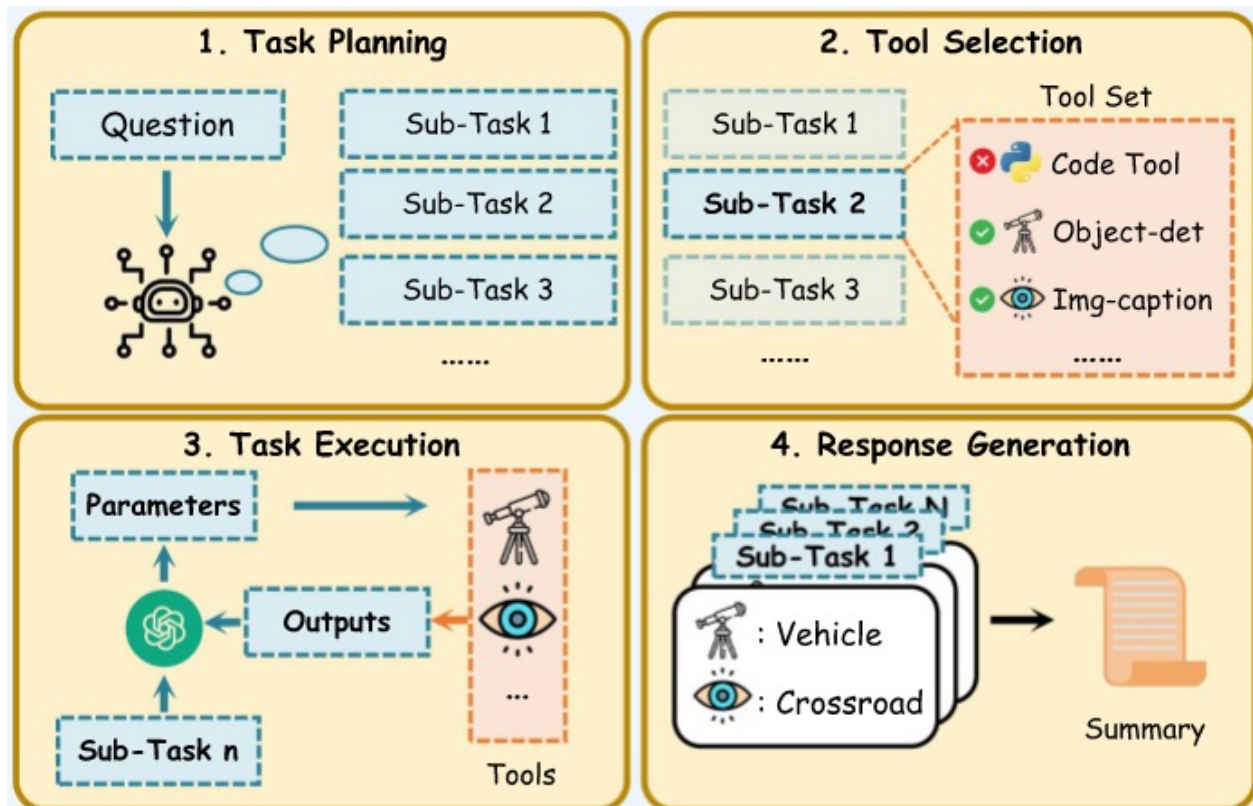 1. Task Planning
Question
Sub-Task 1
Sub-Task 2
Sub-Task 3
......
2. Tool Selection
Sub-Task 1
Sub-Task 2
Sub-Task 3
......
Tool Set
Code Tool
Object-det
Img-caption
......
3. Task Execution
Parameters
Outputs
Sub-Task n
...
Tools
4. Response Generation
Sub-Task N
Sub-Task 2
Sub-Task 1
: Vehicle
: Crossroad
Summary